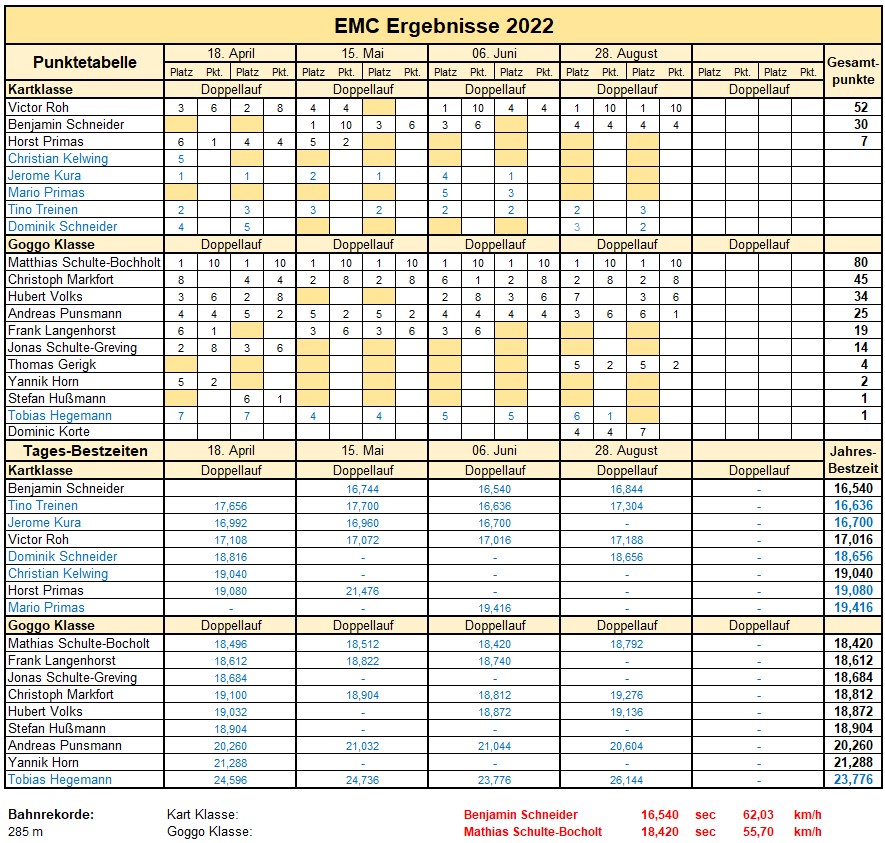 EMC Ergebnisse 2022
Punktetabelle 18. April 15. Mai 06. Juni 28. August Gesamt-punkte
Platz Pkt. Platz Pkt. Platz Pkt. Platz Pkt. Platz Pkt. Platz Pkt. Platz Pkt. Platz Pkt. Platz Pkt. Platz Pkt.
Kartklasse Doppellauf Doppellauf Doppellauf Doppellauf Doppellauf
Victor Roh 3 6 2 8 4 4 1 10 4 4 1 10 1 10 52
Benjamin Schneider 1 10 3 6 3 6 4 4 4 4 30
Horst Primas 6 1 4 4 5 2 7
Christian Kelwing 5
Jerome Kura 1 1 2 1 4 1
Mario Primas 5 3
Tino Treinen 2 3 3 2 2 2 2 3
Dominik Schneider 4 5 3 2
Goggo Klasse Doppellauf Doppellauf Doppellauf Doppellauf Doppellauf
Matthias Schulte-Bochholt 1 10 1 10 1 10 1 10 1 10 1 10 1 10 1 10 80
Christoph Markfort 8 4 4 2 8 2 8 6 1 2 8 2 8 2 8 45
Hubert Volks 3 6 2 8 2 8 3 6 7 3 6 34
Andreas Punsmann 4 4 5 2 5 2 5 2 4 4 4 4 3 6 6 1 25
Frank Langenhorst 6 1 3 6 3 6 3 6 19
Jonas Schulte-Greving 2 8 3 6 14
Thomas Gerigk 5 2 5 2 4
Yannik Horn 5 2 2
Stefan Hußmann 6 1 1
Tobias Hegemann 7 7 4 4 5 5 6 1 1
Dominic Korte 4 4 7
Tages-Bestzeiten 18. April 15. Mai 06. Juni 28. August Jahres-Bestzeit
Kartklasse Doppellauf Doppellauf Doppellauf Doppellauf Doppellauf
Benjamin Schneider 16,744 16,540 16,844 - 16,540
Tino Treinen 17,656 17,700 16,636 17,304 - 16,636
Jerome Kura 16,992 16,960 16,700 - - 16,700
Victor Roh 17,108 17,072 17,016 17,188 - 17,016
Dominik Schneider 18,816 - - 18,656 - 18,656
Christian Kelwing 19,040 - - - - 19,040
Horst Primas 19,080 21,476 - - - 19,080
Mario Primas - - 19,416 - - 19,416
Goggo Klasse Doppellauf Doppellauf Doppellauf Doppellauf Doppellauf
Mathias Schulte-Bocholt 18,496 18,512 18,420 18,792 - 18,420
Frank Langenhorst 18,612 18,822 18,740 - - 18,612
Jonas Schulte-Greving 18,684 - - - - 18,684
Christoph Markfort 19,100 18,904 18,812 19,276 - 18,812
Hubert Volks 19,032 - 18,872 19,136 - 18,872
Stefan Hußmann 18,904 - - - - 18,904
Andreas Punsmann 20,260 21,032 21,044 20,604 - 20,260
Yannik Horn 21,288 - - - - 21,288
Tobias Hegemann 24,596 24,736 23,776 26,144 - 23,776
Bahnrekorde: Kart Klasse: Benjamin Schneider 16,540 sec 62,03 km/h
285 m Goggo Klasse: Mathias Schulte-Bocholt 18,420 sec 55,70 km/h